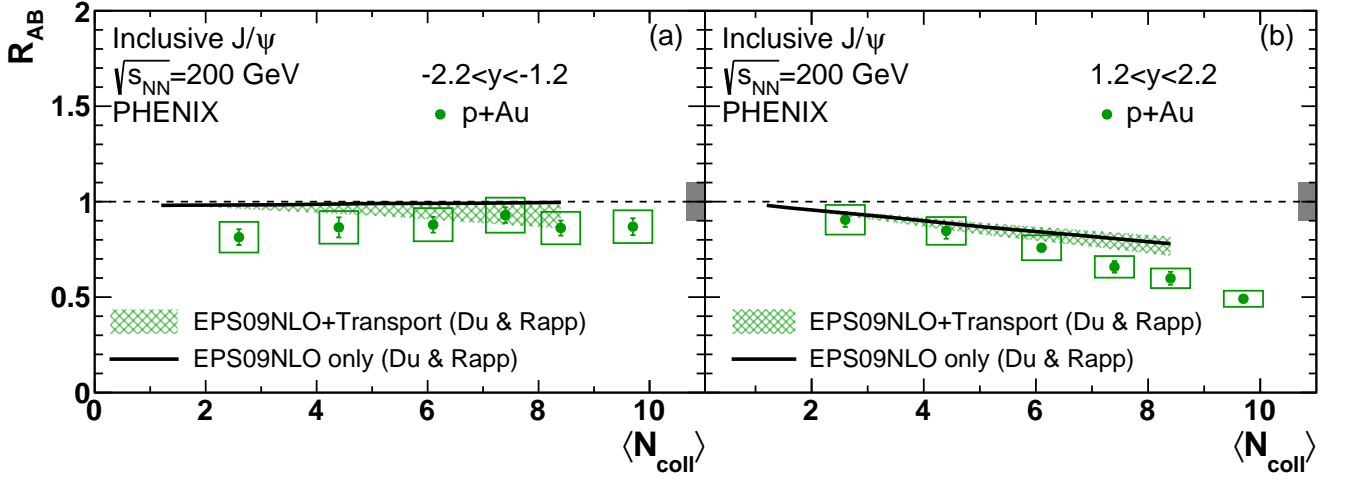 R_AB
2
1.5
1
0.5
0
Inclusive J/ψ
√s_NN=200 GeV
PHENIX
(a)
-2.2<y<-1.2
p+Au
EPS09NLO+Transport (Du & Rapp)
EPS09NLO only (Du & Rapp)
0 2 4 6 8 10
⟨N_coll⟩
Inclusive J/ψ
√s_NN=200 GeV
PHENIX
(b)
1.2<y<2.2
p+Au
EPS09NLO+Transport (Du & Rapp)
EPS09NLO only (Du & Rapp)
2 4 6 8 10
⟨N_coll⟩